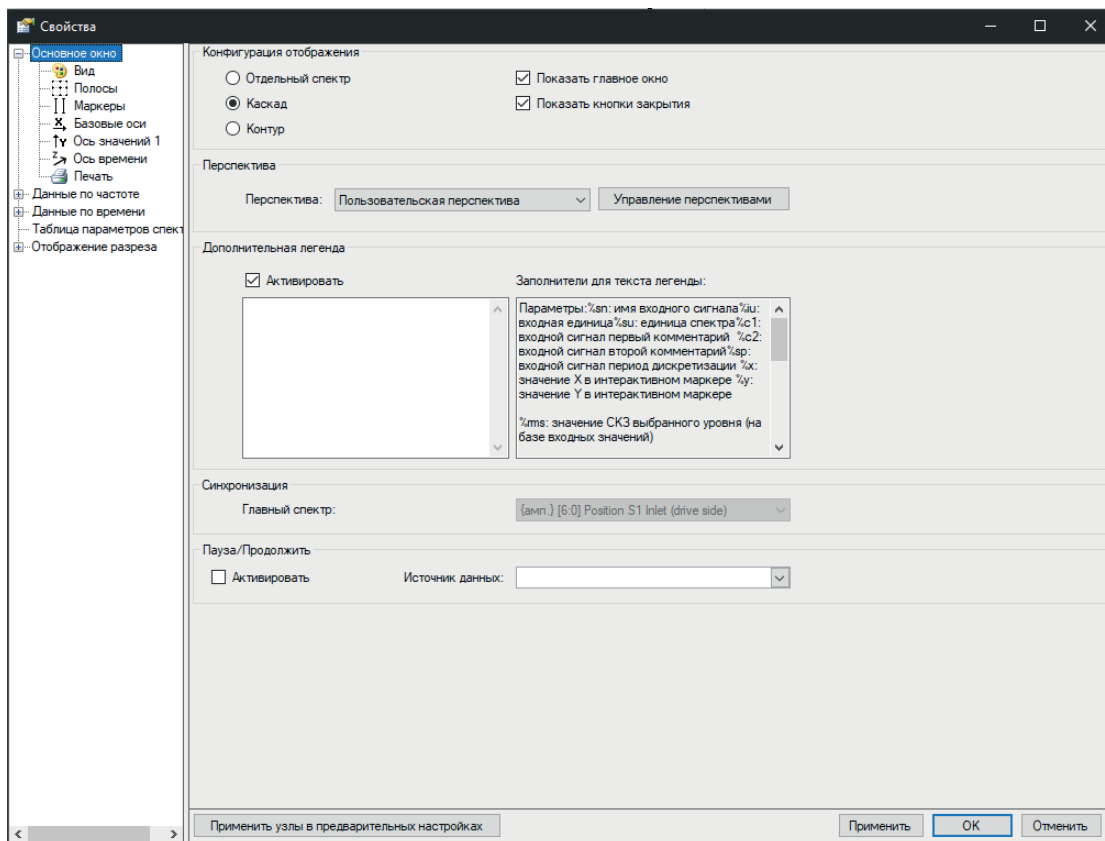 Свойства
Основное окно
Вид
Полосы
Маркеры
Базовые оси
Ось значений 1
Ось времени
Печать
Данные по частоте
Данные по времени
Таблица параметров спект
Отображение разреза
Конфигурация отображения
Отдельный спектр
Показать главное окно
Каскад
Показать кнопки закрытия
Контур
Перспектива
Перспектива:
Пользовательская перспектива
Управление перспективами
Дополнительная легенда
Активировать
Заполнители для текста легенды:
Параметры:%sn: имя входного сигнала%iu:
входная единица%su: единица спектра%c1:
входной сигнал первый комментарий %c2:
входной сигнал второй комментарий%sp:
входной сигнал период дискретизации %x:
значение X в интерактивном маркере %y:
значение Y в интерактивном маркере
%rms: значение СКЗ выбранного уровня (на
базе входных значений)
Синхронизация
Главный спектр:
{амп.} [6:0] Position S1 Inlet (drive side)
Пауза/Продолжить
Активировать
Источник данных:
Применить узлы в предварительных настройках
Применить
OK
Отменить